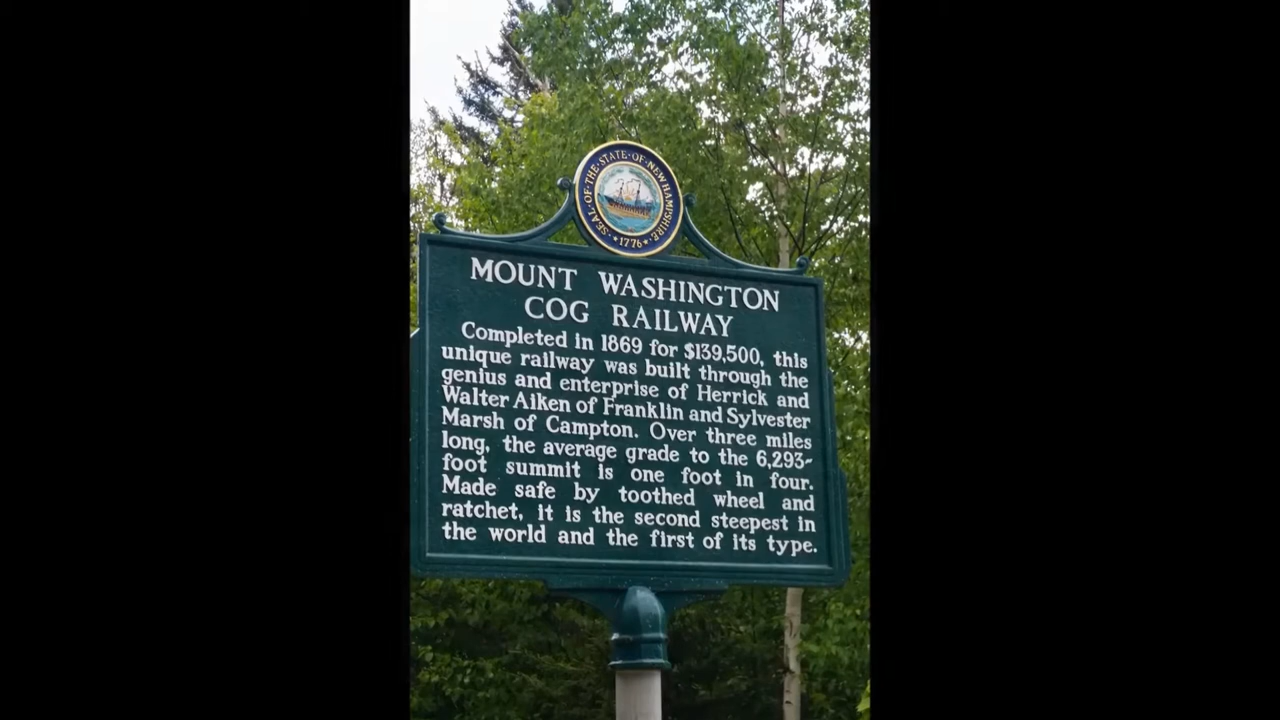 SEAL·OF·THE·STATE·OF·NEW HAMPSHIRE·
★1776★
MOUNT WASHINGTON
COG RAILWAY
Completed in 1869 for $139,500, this
unique railway was built through the
genius and enterprise of Herrick and
Walter Aiken of Franklin and Sylvester
Marsh of Campton. Over three miles
long, the average grade to the 6,293-
foot summit is one foot in four.
Made safe by toothed wheel and
ratchet, it is the second steepest in
the world and the first of its type.